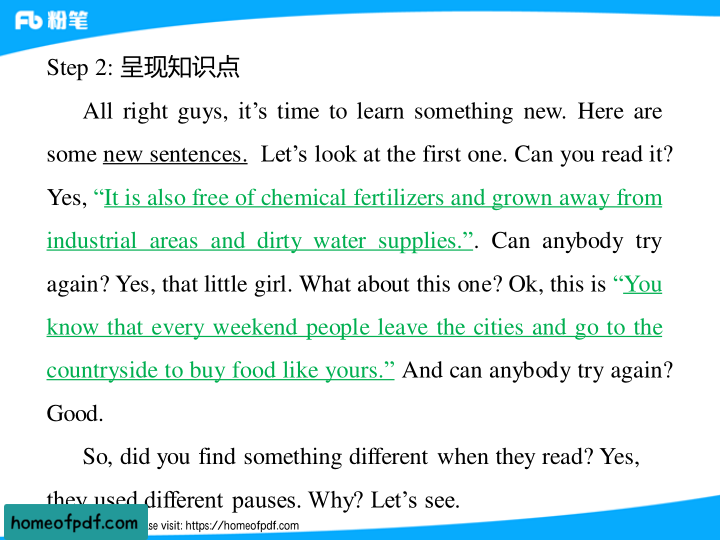 粉笔
Step 2: 呈现知识点
All right guys, it’s time to learn something new. Here are
some new sentences. Let’s look at the first one. Can you read it?
Yes, “It is also free of chemical fertilizers and grown away from
industrial areas and dirty water supplies.”. Can anybody try
again? Yes, that little girl. What about this one? Ok, this is “You
know that every weekend people leave the cities and go to the
countryside to buy food like yours.” And can anybody try again?
Good.
So, did you find something different when they read? Yes,
they used different pauses. Why? Let’s see.
homeofpdf.com
visit: https://homeofpdf.com